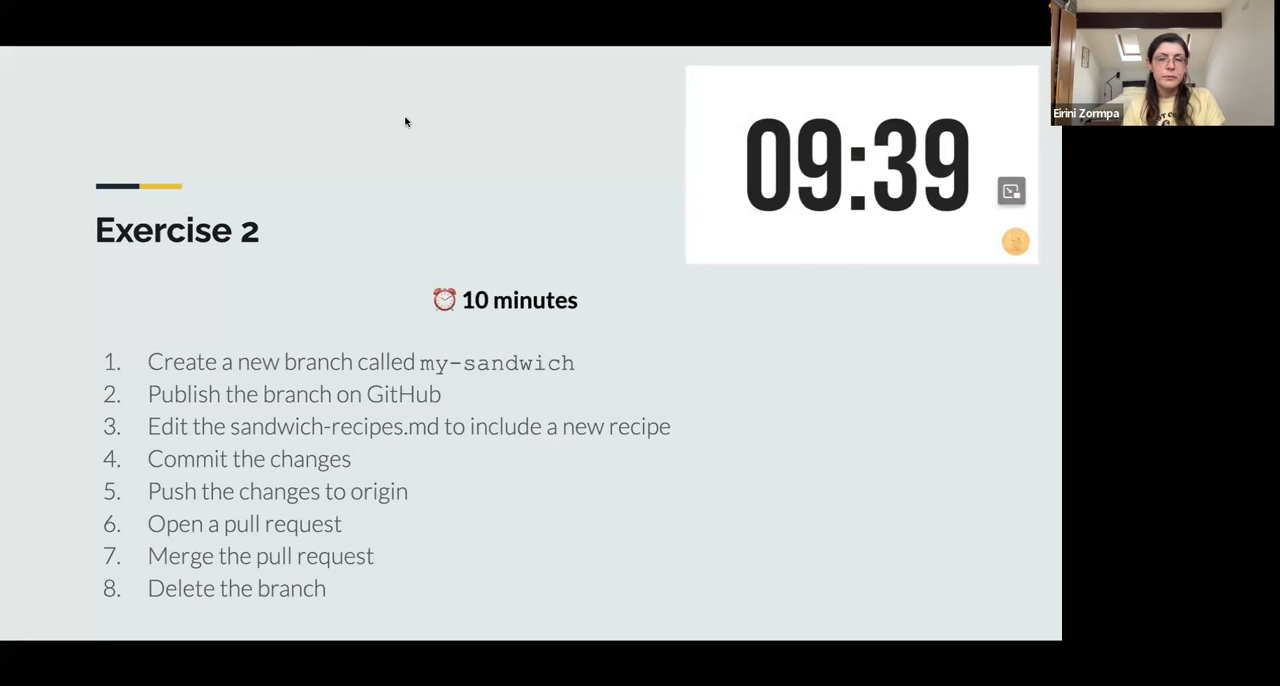 09:39
Eirini Zormpa
Exercise 2
⏰ 10 minutes
1. Create a new branch called my-sandwich
2. Publish the branch on GitHub
3. Edit the sandwich-recipes.md to include a new recipe
4. Commit the changes
5. Push the changes to origin
6. Open a pull request
7. Merge the pull request
8. Delete the branch